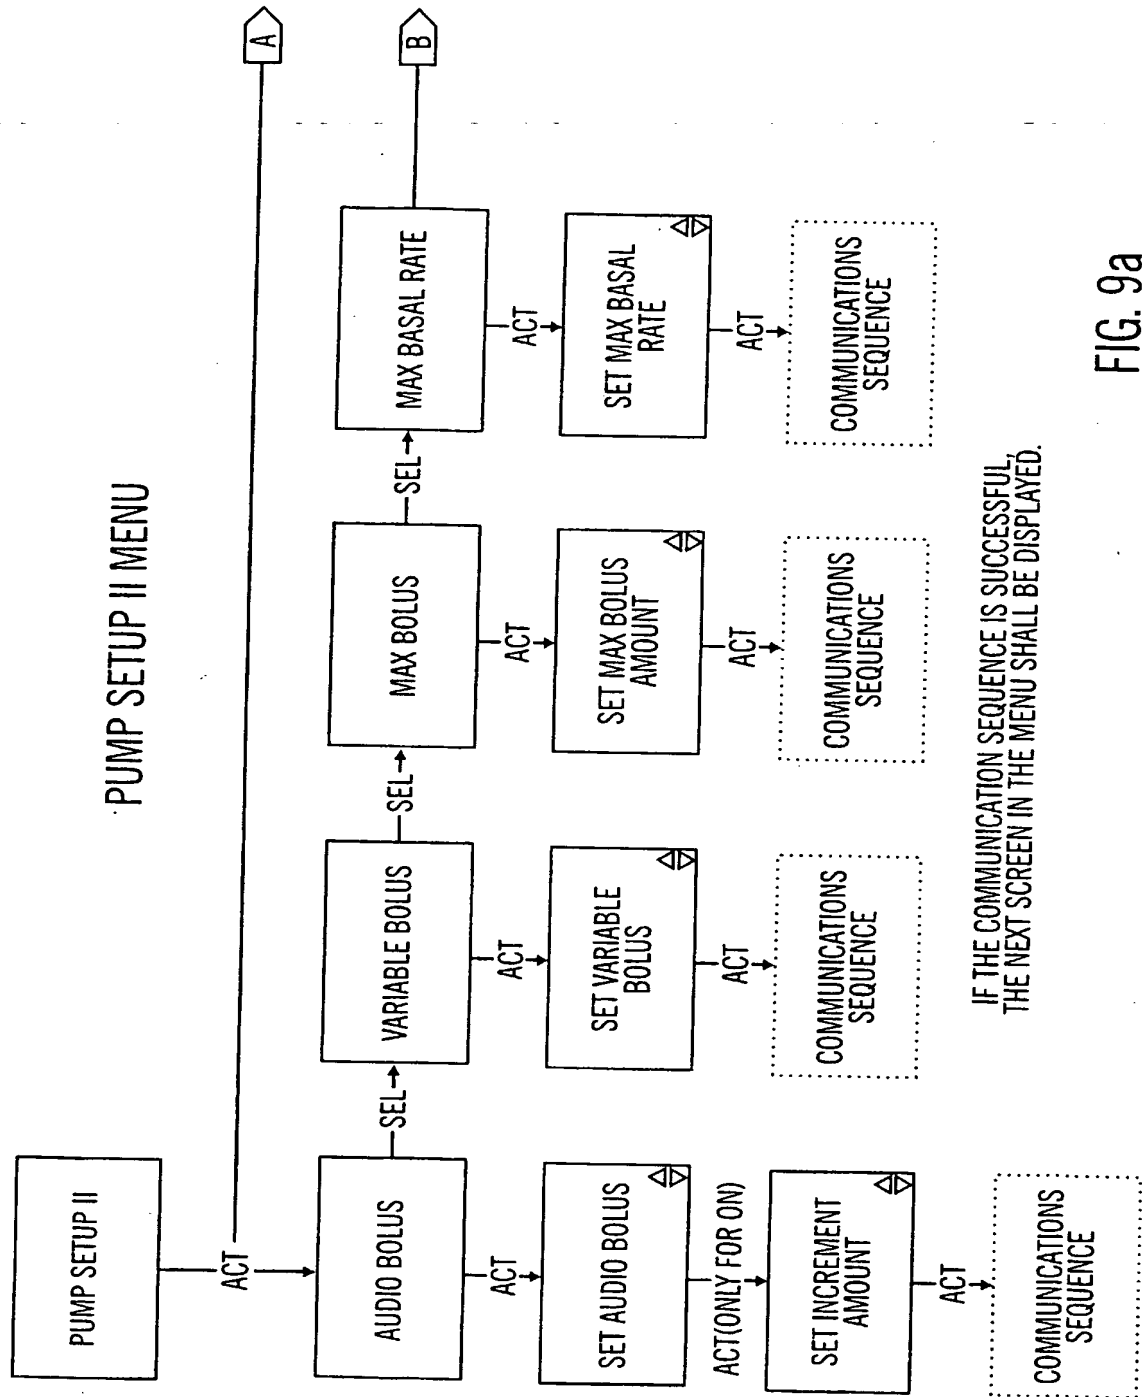 PUMP SETUP II MENU
PUMP SETUP II
ACT
A
AUDIO BOLUS
SEL
VARIABLE BOLUS
SEL
MAX BOLUS
SEL
MAX BASAL RATE
B
ACT
ACT
ACT
ACT
SET AUDIO BOLUS
SET VARIABLE
BOLUS
SET MAX BOLUS
AMOUNT
SET MAX BASAL
RATE
ACT(ONLY FOR ON)
ACT
ACT
ACT
SET INCREMENT
AMOUNT
COMMUNICATIONS
SEQUENCE
COMMUNICATIONS
SEQUENCE
COMMUNICATIONS
SEQUENCE
ACT
COMMUNICATIONS
SEQUENCE
IF THE COMMUNICATION SEQUENCE IS SUCCESSFUL,
THE NEXT SCREEN IN THE MENU SHALL BE DISPLAYED.
FIG. 9a